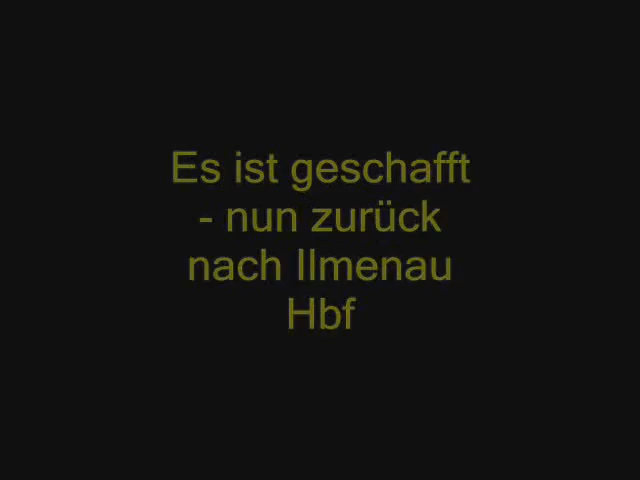 Es ist geschafft
- nun zurück
nach Ilmenau
Hbf